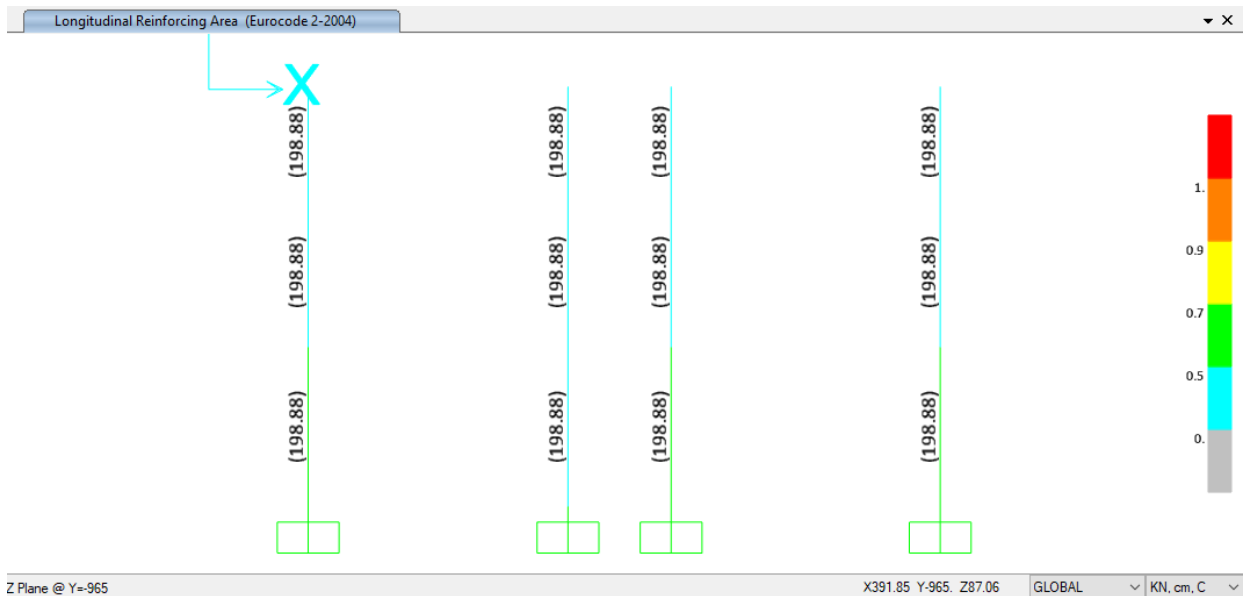 Longitudinal Reinforcing Area (Eurocode 2-2004)
X
(198.88) (198.88) (198.88) (198.88)
(198.88) (198.88) (198.88) (198.88)
(198.88) (198.88) (198.88) (198.88)
1.
0.9
0.7
0.5
0.
Z Plane @ Y=-965
X391.85 Y-965. Z87.06
GLOBAL
KN, cm, C